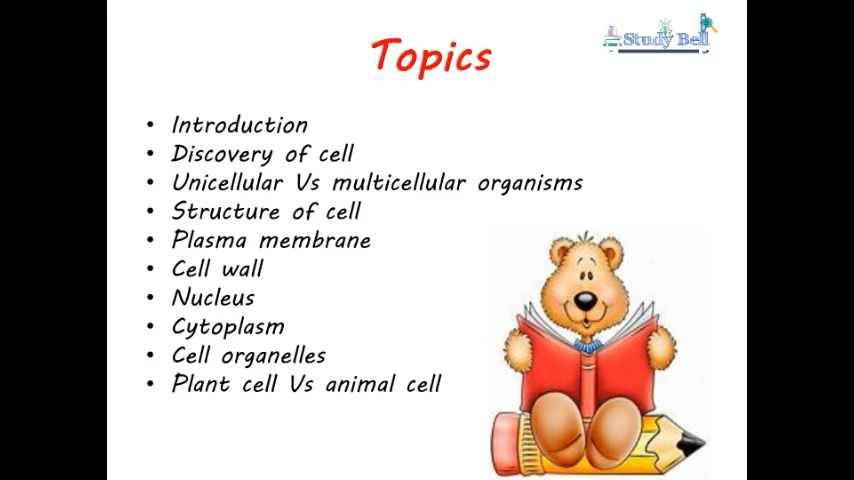 Study Bell
Topics
• Introduction
• Discovery of cell
• Unicellular Vs multicellular organisms
• Structure of cell
• Plasma membrane
• Cell wall
• Nucleus
• Cytoplasm
• Cell organelles
• Plant cell Vs animal cell